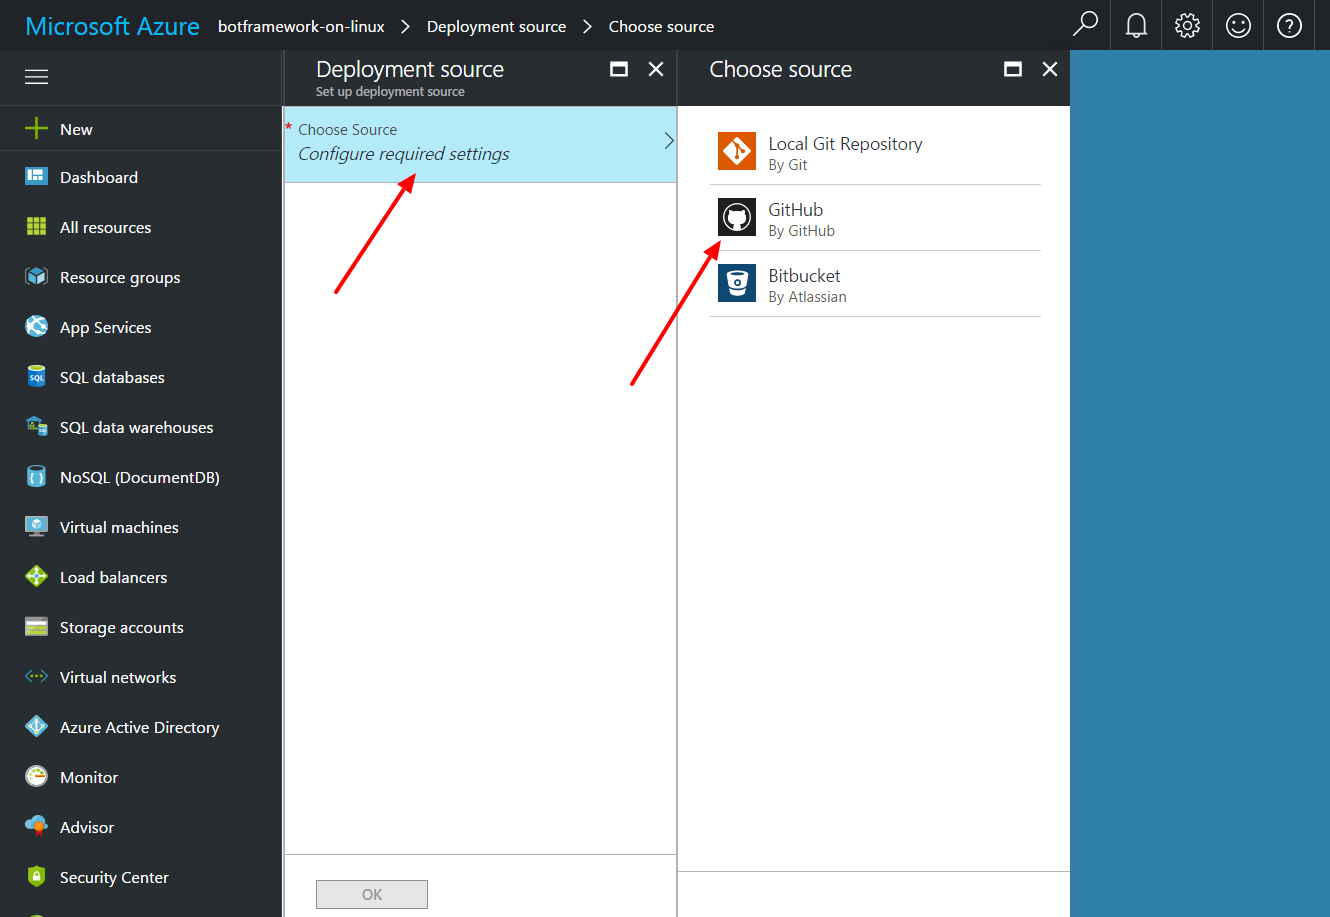 Microsoft Azure botframework-on-linux Deployment source Choose source
New
Dashboard
All resources
Resource groups
App Services
SQL databases
SQL
SQL data warehouses
NoSQL (DocumentDB)
Virtual machines
Load balancers
Storage accounts
Virtual networks
Azure Active Directory
Monitor
Advisor
Security Center
Deployment source
Set up deployment source
* Choose Source
Configure required settings
OK
Choose source
Local Git Repository
By Git
GitHub
By GitHub
Bitbucket
By Atlassian